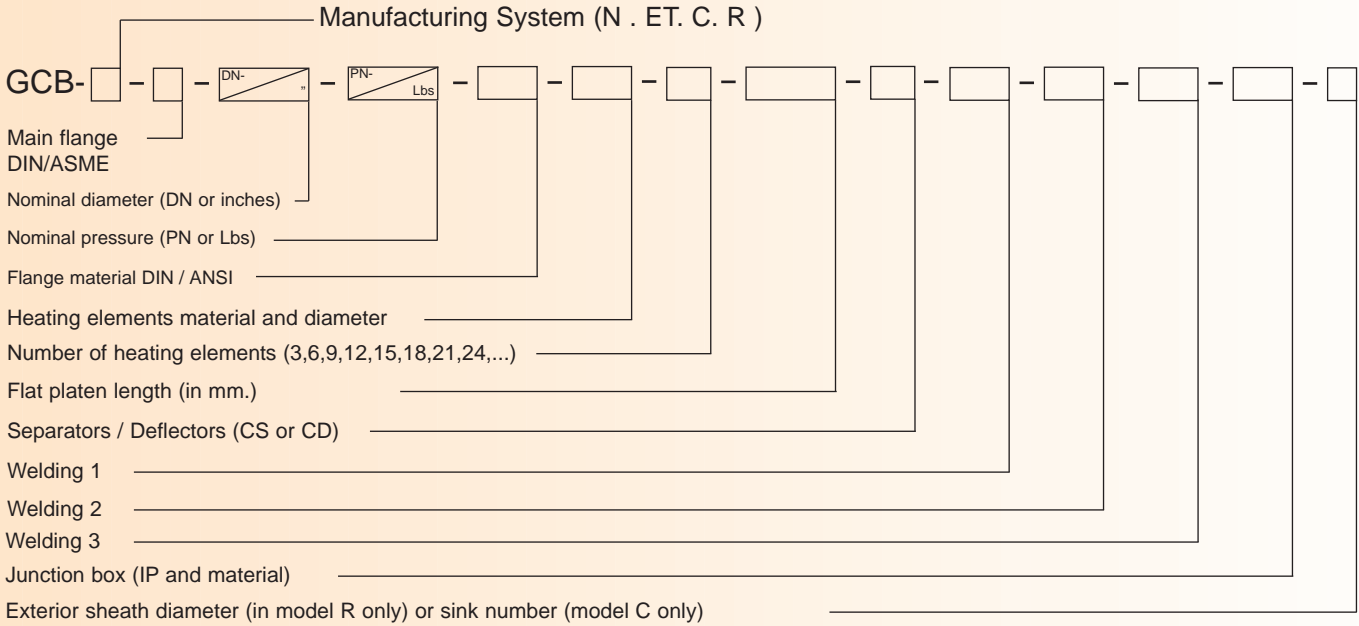 Manufacturing System (N . ET. C. R )
GCB- – – DN- " – PN- Lbs – – – – – – – – – –
Main flange
DIN/ASME
Nominal diameter (DN or inches)
Nominal pressure (PN or Lbs)
Flange material DIN / ANSI
Heating elements material and diameter
Number of heating elements (3,6,9,12,15,18,21,24,...)
Flat platen length (in mm.)
Separators / Deflectors (CS or CD)
Welding 1
Welding 2
Welding 3
Junction box (IP and material)
Exterior sheath diameter (in model R only) or sink number (model C only)